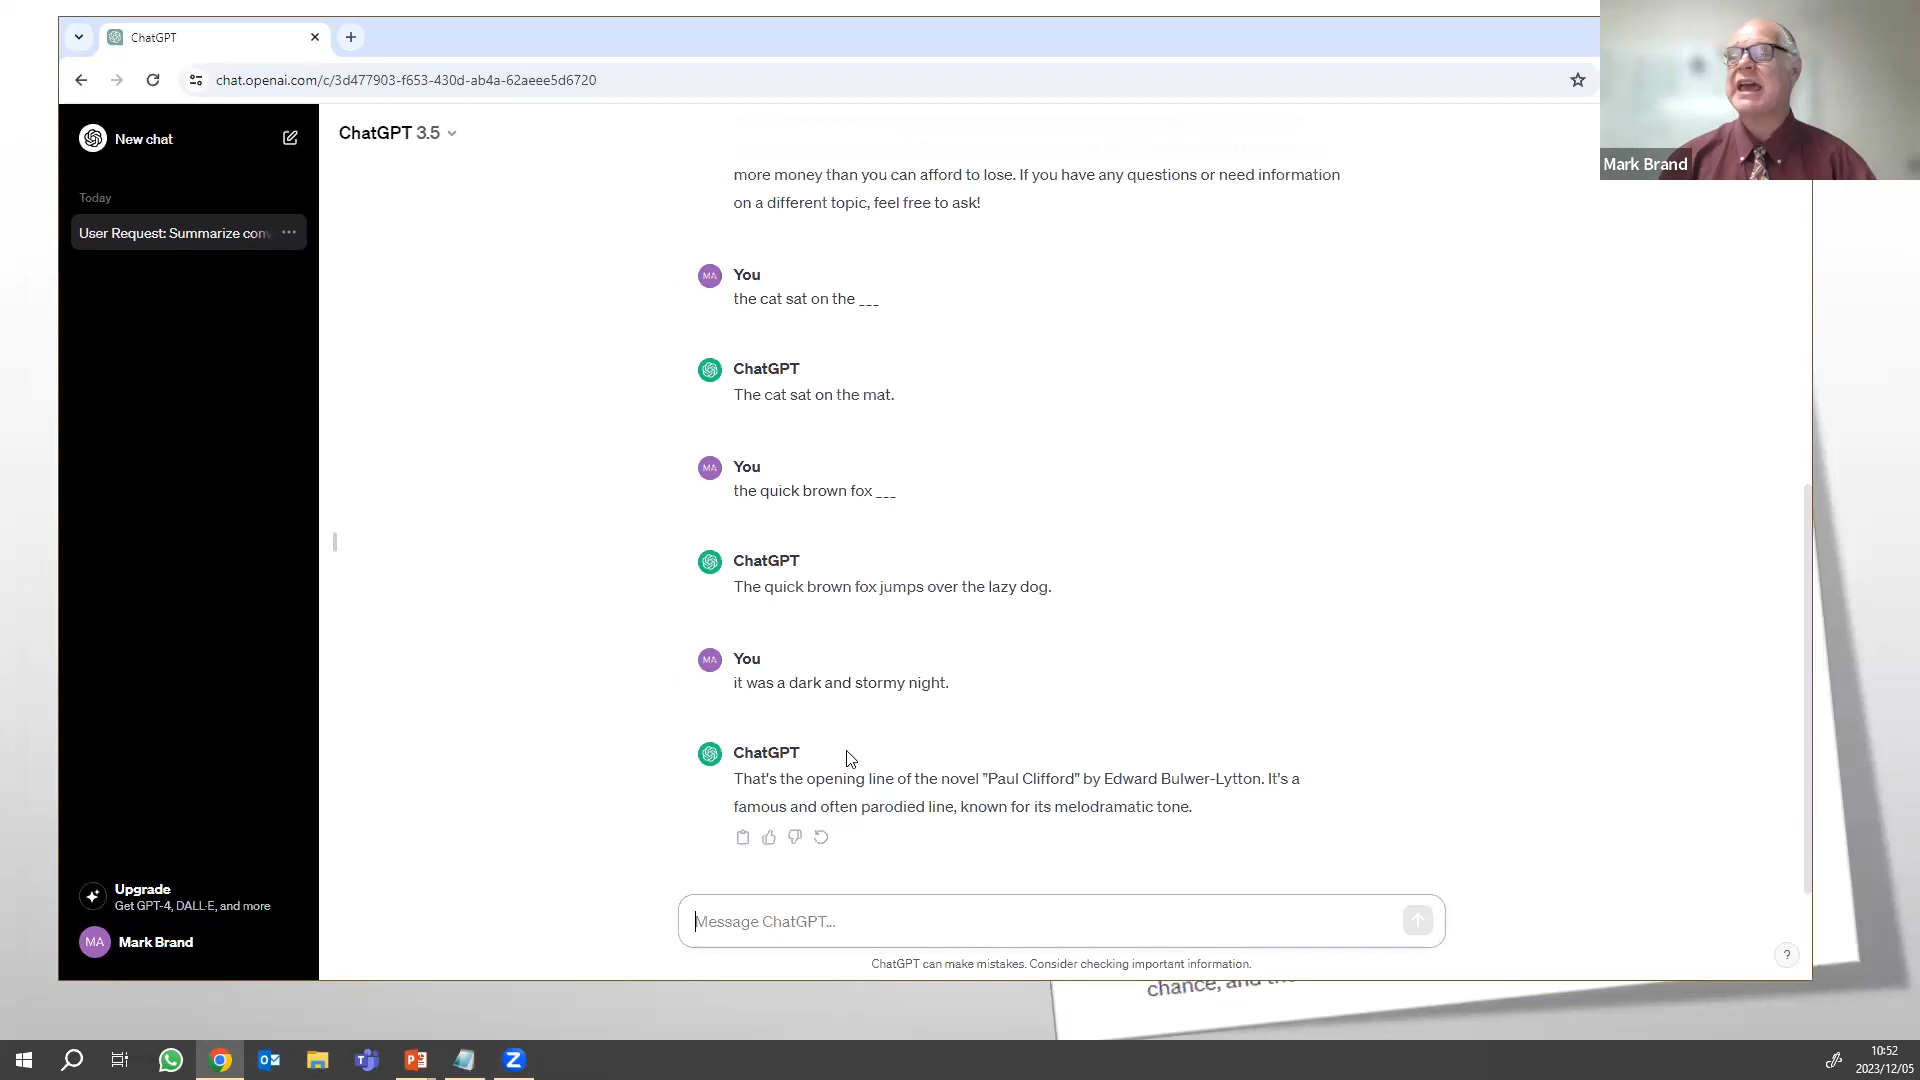 ChatGPT
chat.openai.com/c/3d477903-f653-430d-ab4a-62aeee5d6720
Mark Brand
New chat
Today
User Request: Summarize con
ChatGPT 3.5
more money than you can afford to lose. If you have any questions or need information
on a different topic, feel free to ask!
MA
You
the cat sat on the ___
ChatGPT
The cat sat on the mat.
MA
You
the quick brown fox ___
ChatGPT
The quick brown fox jumps over the lazy dog.
MA
You
it was a dark and stormy night.
ChatGPT
That's the opening line of the novel "Paul Clifford" by Edward Bulwer-Lytton. It's a
famous and often parodied line, known for its melodramatic tone.
Upgrade
Get GPT-4, DALL·E, and more
MA
Mark Brand
Message ChatGPT...
ChatGPT can make mistakes. Consider checking important information.
?
chance, and
10:52
2023/12/05